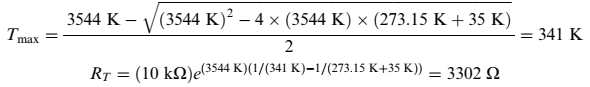 T_max = (3544 K − √((3544 K)² − 4 × (3544 K) × (273.15 K + 35 K))) / 2 = 341 K
R_T = (10 kΩ)e^((3544 K)(1/(341 K)−1/(273.15 K+35 K))) = 3302 Ω